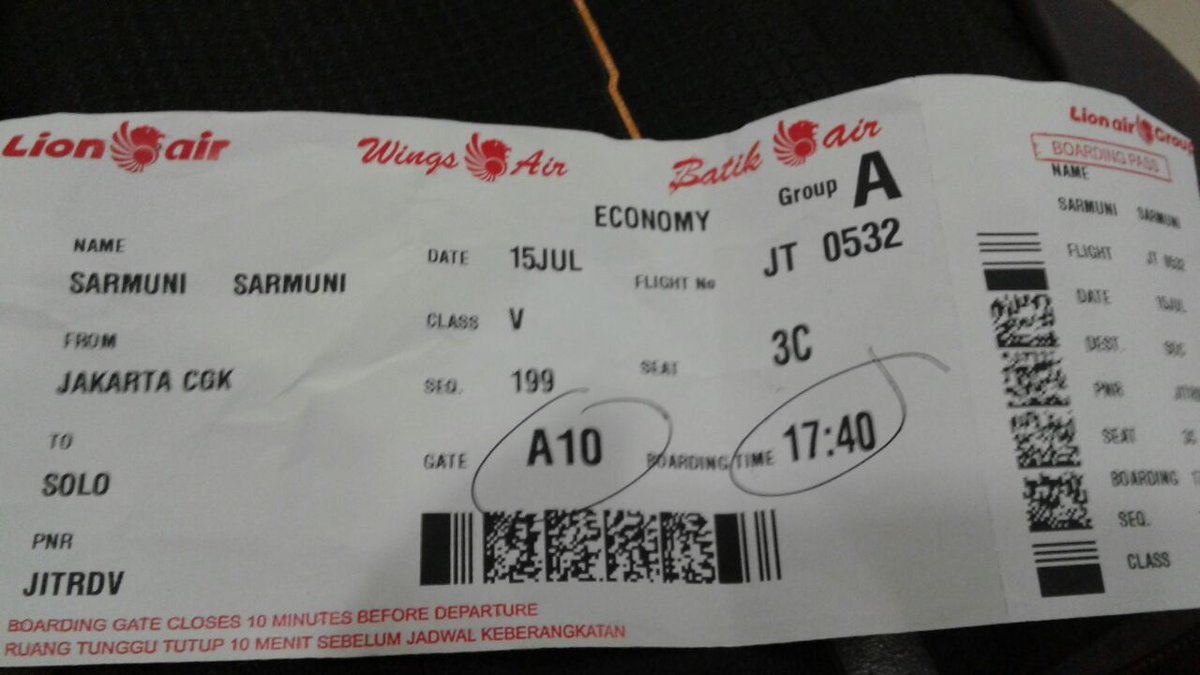 Lion air
Wings Air
Batik air
ECONOMY
Group A
NAME
SARMUNI SARMUNI
DATE 15JUL
FLIGHT No JT 0532
FROM
JAKARTA CGK
CLASS V
SEAT 3C
SEQ. 199
TO
SOLO
GATE A10
BOARDING TIME 17:40
PNR
JITRDV
BOARDING GATE CLOSES 10 MINUTES BEFORE DEPARTURE
RUANG TUNGGU TUTUP 10 MENIT SEBELUM JADWAL KEBERANGKATAN
Lion air Group
BOARDING PASS
NAME
SARMUNI SARMUNI
FLIGHT JT 0532
DATE 15JUL
DEST.
PNR
SEAT
BOARDING
SEQ.
CLASS